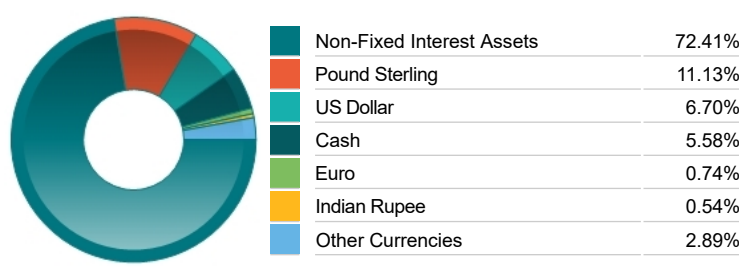 Non-Fixed Interest Assets 72.41%
Pound Sterling 11.13%
US Dollar 6.70%
Cash 5.58%
Euro 0.74%
Indian Rupee 0.54%
Other Currencies 2.89%